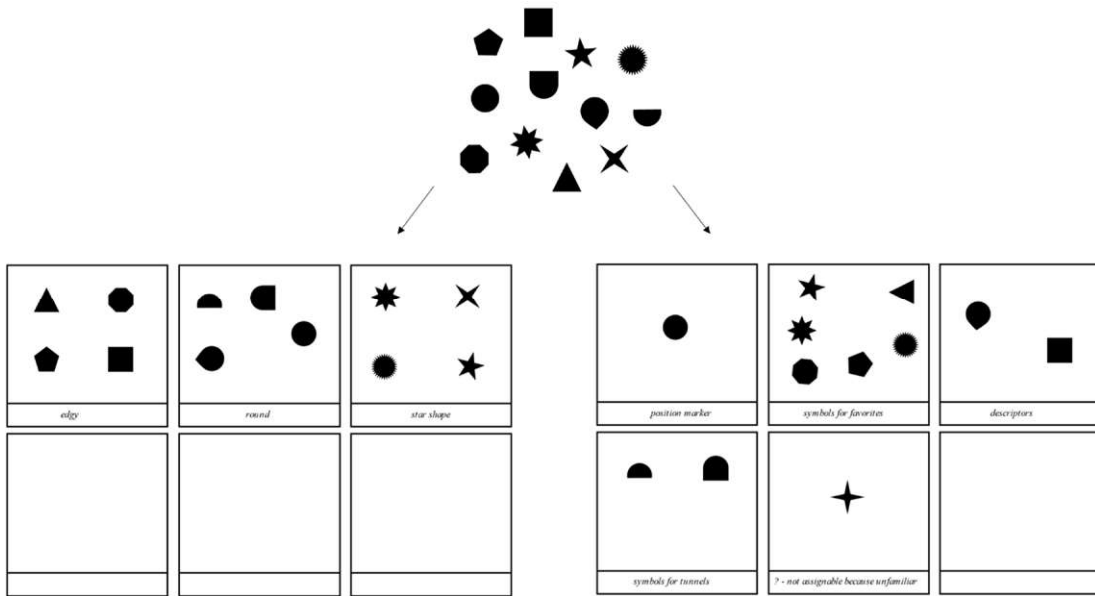 edgy
round
star shape
position marker
symbols for favorites
descriptors
symbols for tunnels
? - not assignable because unfamiliar